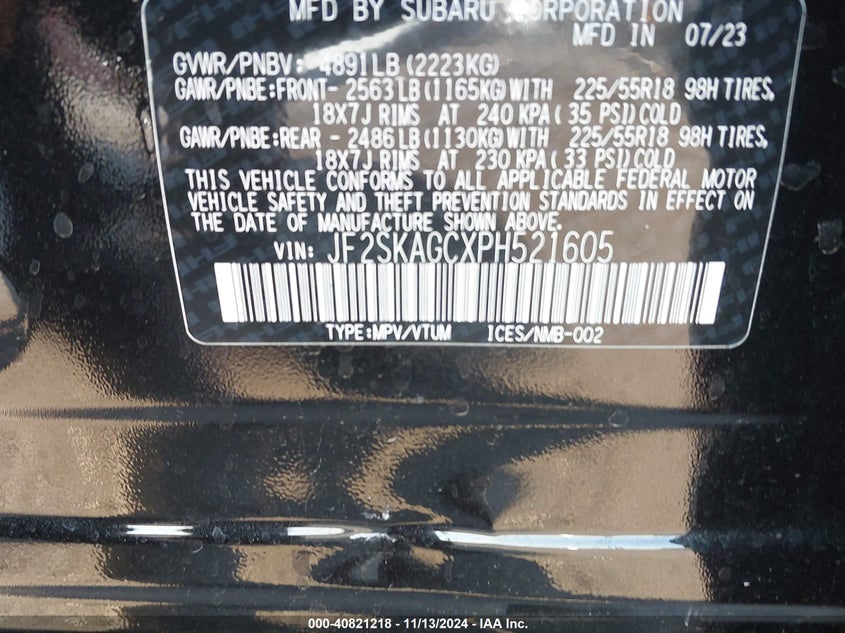 MFD BY SUBARU CORPORATION
MFD IN 07/23
GVWR/PNBV: 4891LB(2223KG)
GAWR/PNBE:FRONT- 2563LB(1165KG)WITH 225/55R18 98H TIRES,
18X7J RIMS AT 240 KPA( 35 PSI)COLD
GAWR/PNBE:REAR - 2486LB(1130KG)WITH 225/55R18 98H TIRES,
18X7J RIMS AT 230 KPA( 33 PSI)COLD
THIS VEHICLE CONFORMS TO ALL APPLICABLE FEDERAL MOTOR
VEHICLE SAFETY AND THEFT PREVENTION STANDARDS IN EFFECT ON
THE DATE OF MANUFACTURE SHOWN ABOVE.
VIN: JF2SKAGCXPH521605
TYPE:MPV/VTUM ICES/NMB-002
000-40821218 - 11/13/2024 - IAA Inc.